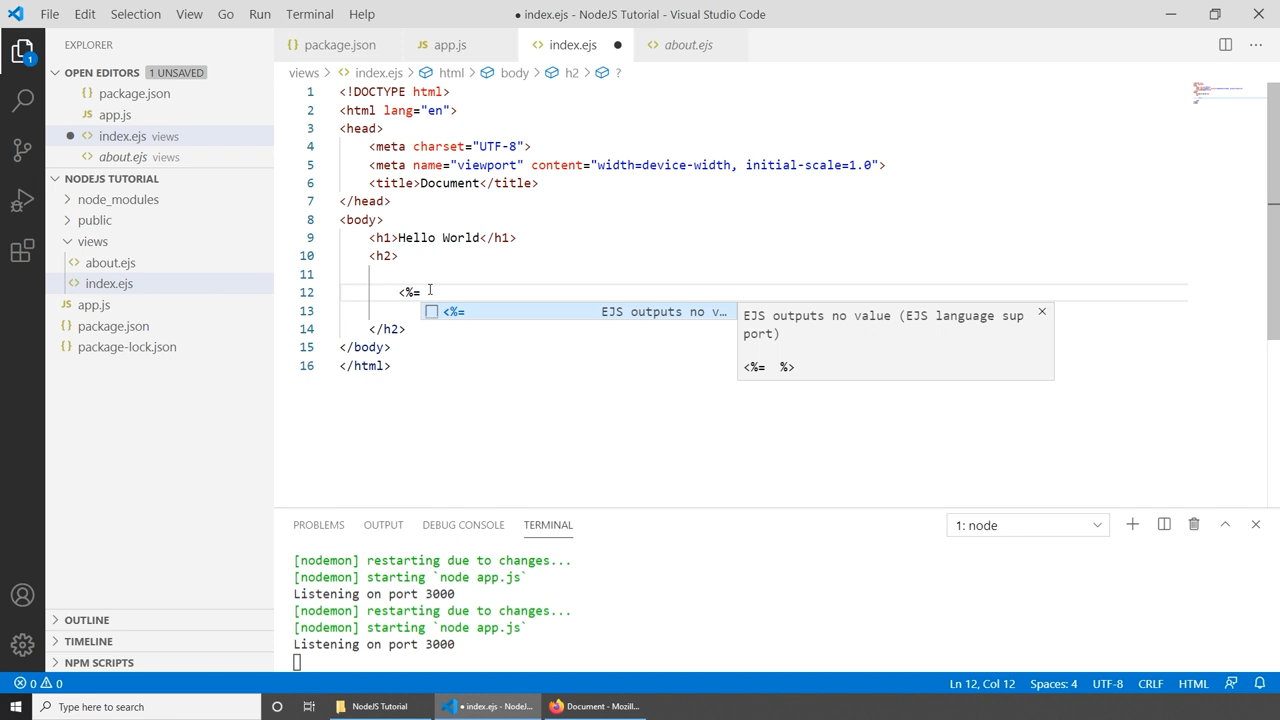 File Edit Selection View Go Run Terminal Help
● index.ejs - NodeJS Tutorial - Visual Studio Code
EXPLORER
OPEN EDITORS 1 UNSAVED
package.json
app.js
index.ejs views
about.ejs views
NODEJS TUTORIAL
node_modules
public
views
about.ejs
index.ejs
app.js
package.json
package-lock.json
OUTLINE
TIMELINE
NPM SCRIPTS
1
package.json app.js index.ejs ● about.ejs
views > index.ejs > html > body > h2 > ?
1 <!DOCTYPE html>
2 <html lang="en">
3 <head>
4 <meta charset="UTF-8">
5 <meta name="viewport" content="width=device-width, initial-scale=1.0">
6 <title>Document</title>
7 </head>
8 <body>
9 <h1>Hello World</h1>
10 <h2>
11
12 <%=
13
14 </h2>
15 </body>
16 </html>
<%= EJS outputs no v…
EJS outputs no value (EJS language sup
port)
<%= %>
PROBLEMS OUTPUT DEBUG CONSOLE TERMINAL
1: node
[nodemon] restarting due to changes...
[nodemon] starting `node app.js`
Listening on port 3000
[nodemon] restarting due to changes...
[nodemon] starting `node app.js`
Listening on port 3000
0 0
Ln 12, Col 12 Spaces: 4 UTF-8 CRLF HTML
Type here to search
NodeJS Tutorial
● index.ejs - NodeJ...
Document - Mozill...